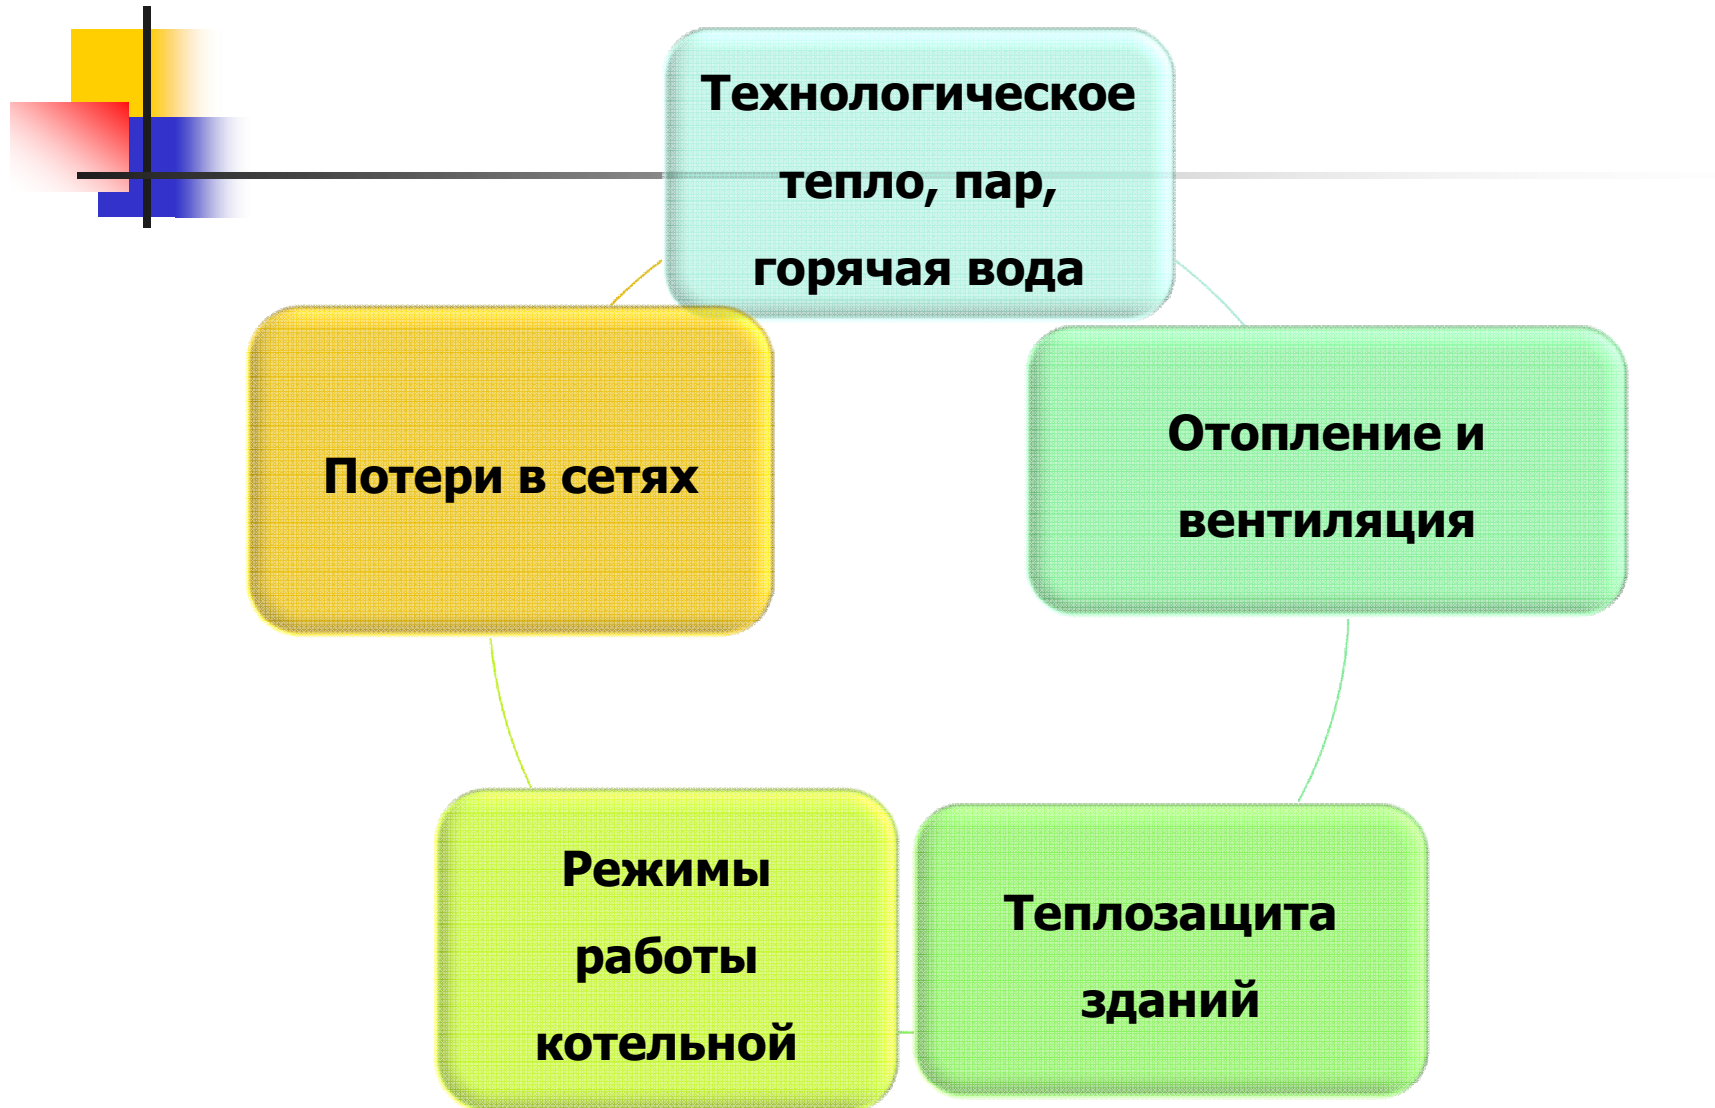 Технологическое
тепло, пар,
горячая вода
Потери в сетях
Отопление и
вентиляция
Режимы
работы
котельной
Теплозащита
зданий